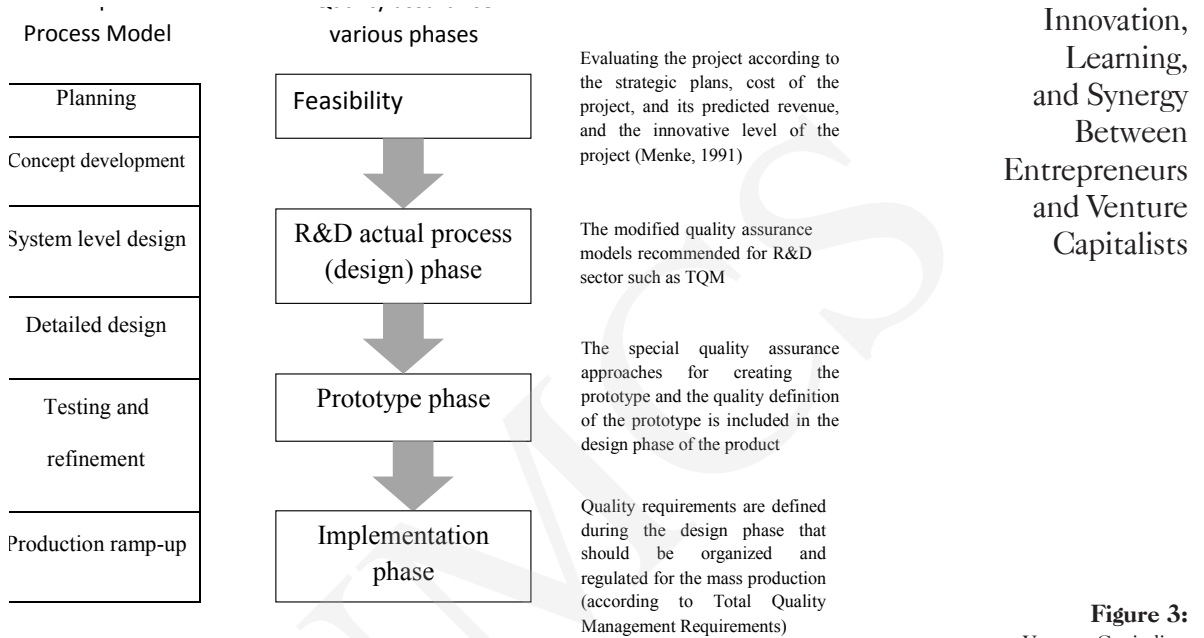 Process Model
Planning
Concept development
System level design
Detailed design
Testing and
refinement
Production ramp-up
various phases
Feasibility
R&D actual process
(design) phase
Prototype phase
Implementation
phase
Evaluating the project according to
the strategic plans, cost of the
project, and its predicted revenue,
and the innovative level of the
project (Menke, 1991)
The modified quality assurance
models recommended for R&D
sector such as TQM
The special quality assurance
approaches for creating the
prototype and the quality definition
of the prototype is included in the
design phase of the product
Quality requirements are defined
during the design phase that
should be organized and
regulated for the mass production
(according to Total Quality
Management Requirements)
Innovation,
Learning,
and Synergy
Between
Entrepreneurs
and Venture
Capitalists
Figure 3: